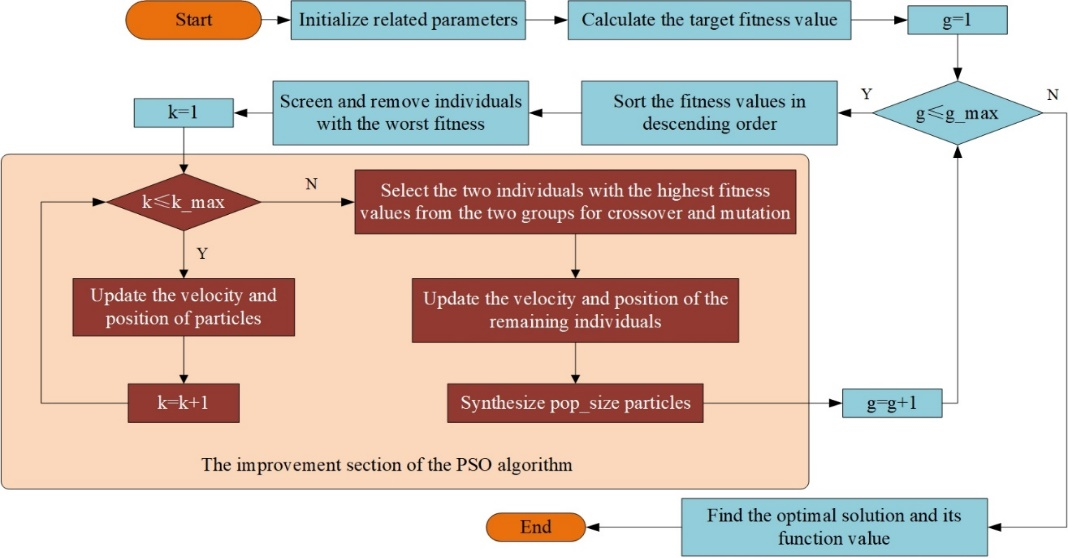 Start
Initialize related parameters
Calculate the target fitness value
g=1
g≤g_max
Y
N
Sort the fitness values in
descending order
Screen and remove individuals
with the worst fitness
k=1
k≤k_max
N
Y
Select the two individuals with the highest fitness
values from the two groups for crossover and mutation
Update the velocity and
position of particles
Update the velocity and position of the
remaining individuals
k=k+1
Synthesize pop_size particles
g=g+1
The improvement section of the PSO algorithm
Find the optimal solution and its
function value
End